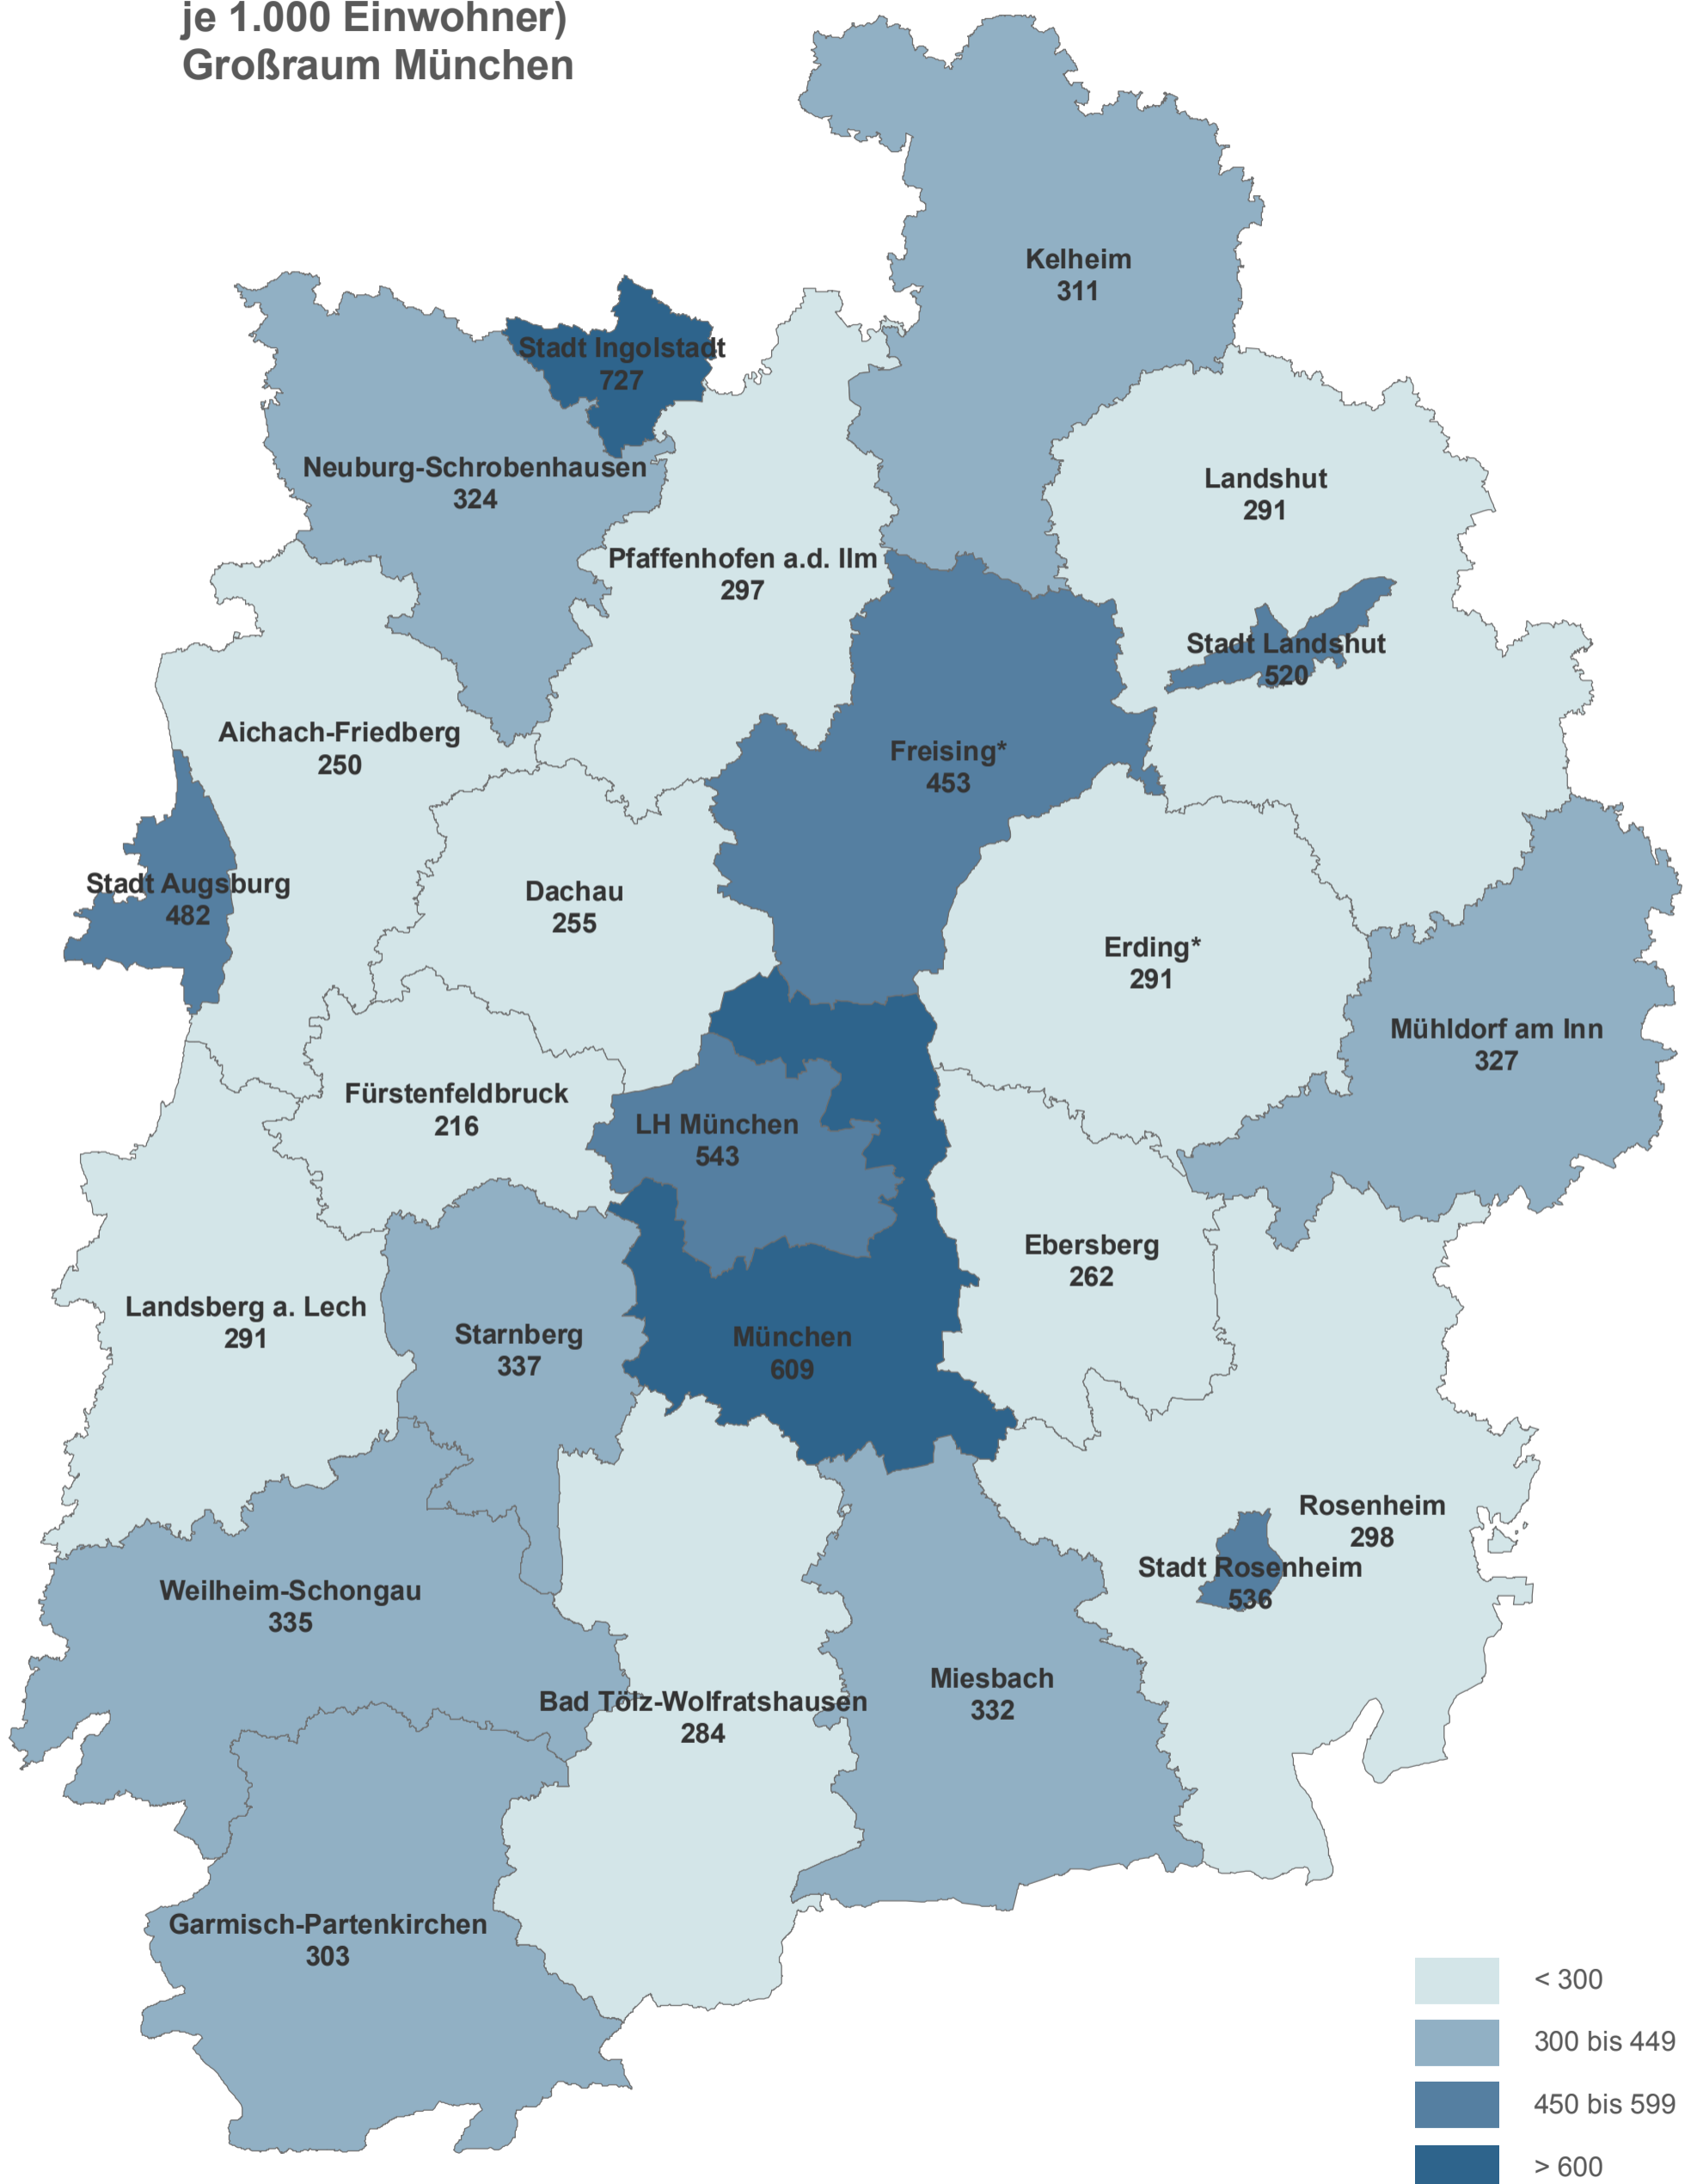 je 1.000 Einwohner)
Großraum München
Kelheim
311
Stadt Ingolstadt
727
Neuburg-Schrobenhausen
324
Landshut
291
Pfaffenhofen a.d. Ilm
297
Stadt Landshut
520
Aichach-Friedberg
250
Freising*
453
Stadt Augsburg
482
Dachau
255
Erding*
291
Mühldorf am Inn
327
Fürstenfeldbruck
216
LH München
543
Ebersberg
262
Landsberg a. Lech
291
Starnberg
337
München
609
Rosenheim
298
Stadt Rosenheim
536
Weilheim-Schongau
335
Miesbach
332
Bad Tölz-Wolfratshausen
284
Garmisch-Partenkirchen
303
< 300
300 bis 449
450 bis 599
> 600